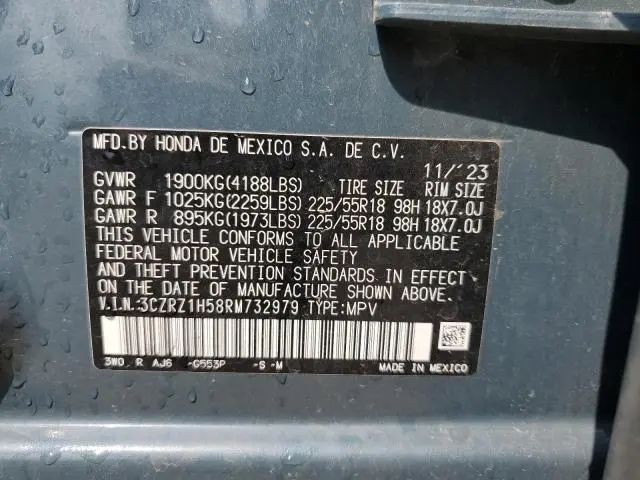 MFD.BY HONDA DE MEXICO S.A. DE C.V.
11/'23
GVWR 1900KG(4188LBS) TIRE SIZE RIM SIZE
GAWR F 1025KG(2259LBS) 225/55R18 98H 18X7.0J
GAWR R 895KG(1973LBS) 225/55R18 98H 18X7.0J
THIS VEHICLE CONFORMS TO ALL APPLICABLE
FEDERAL MOTOR VEHICLE SAFETY
AND THEFT PREVENTION STANDARDS IN EFFECT
ON THE DATE OF MANUFACTURE SHOWN ABOVE.
V.I.N.:3CZRZ1H58RM732979 TYPE:MPV
3W0 R AJ6 -G553P -S -M MADE IN MEXICO